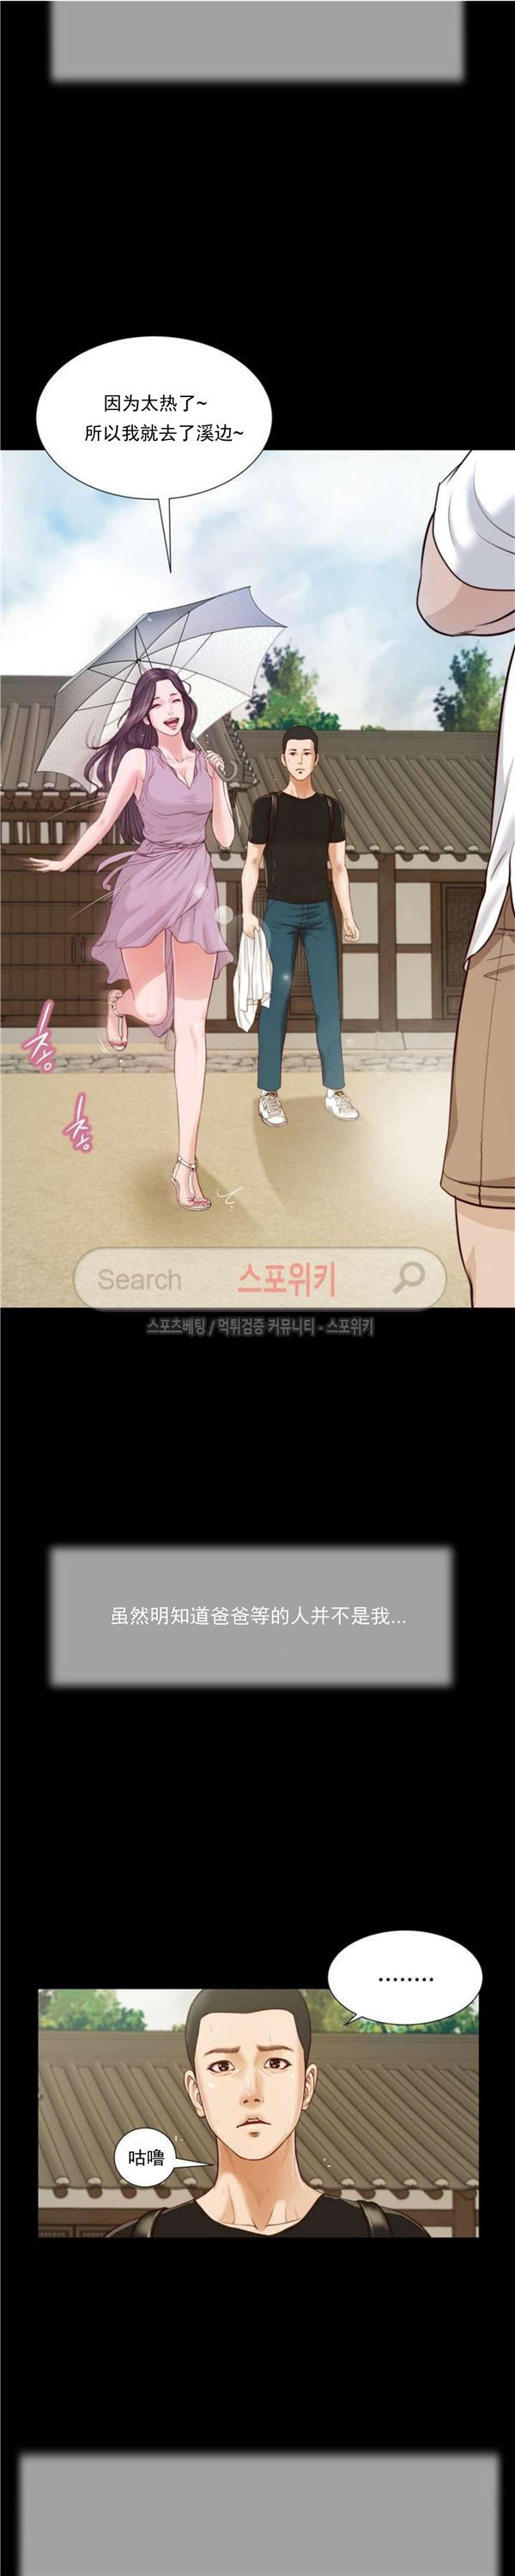 因为太热了~
所以我就去了溪边~
총
총
Search 스포위키
스포츠베팅 / 먹튀검증 커뮤니티 - 스포위키
虽然明知道爸爸等的人并不是我...
........
咕噜